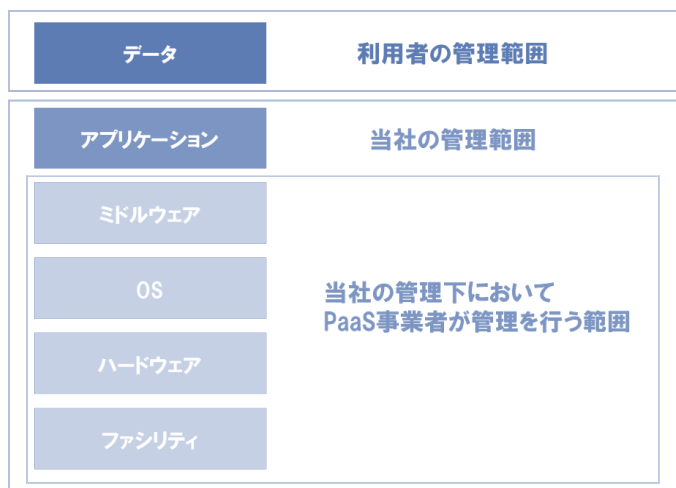 データ
利用者の管理範囲
アプリケーション
当社の管理範囲
ミドルウェア
OS
ハードウェア
ファシリティ
当社の管理下において
PaaS事業者が管理を行う範囲